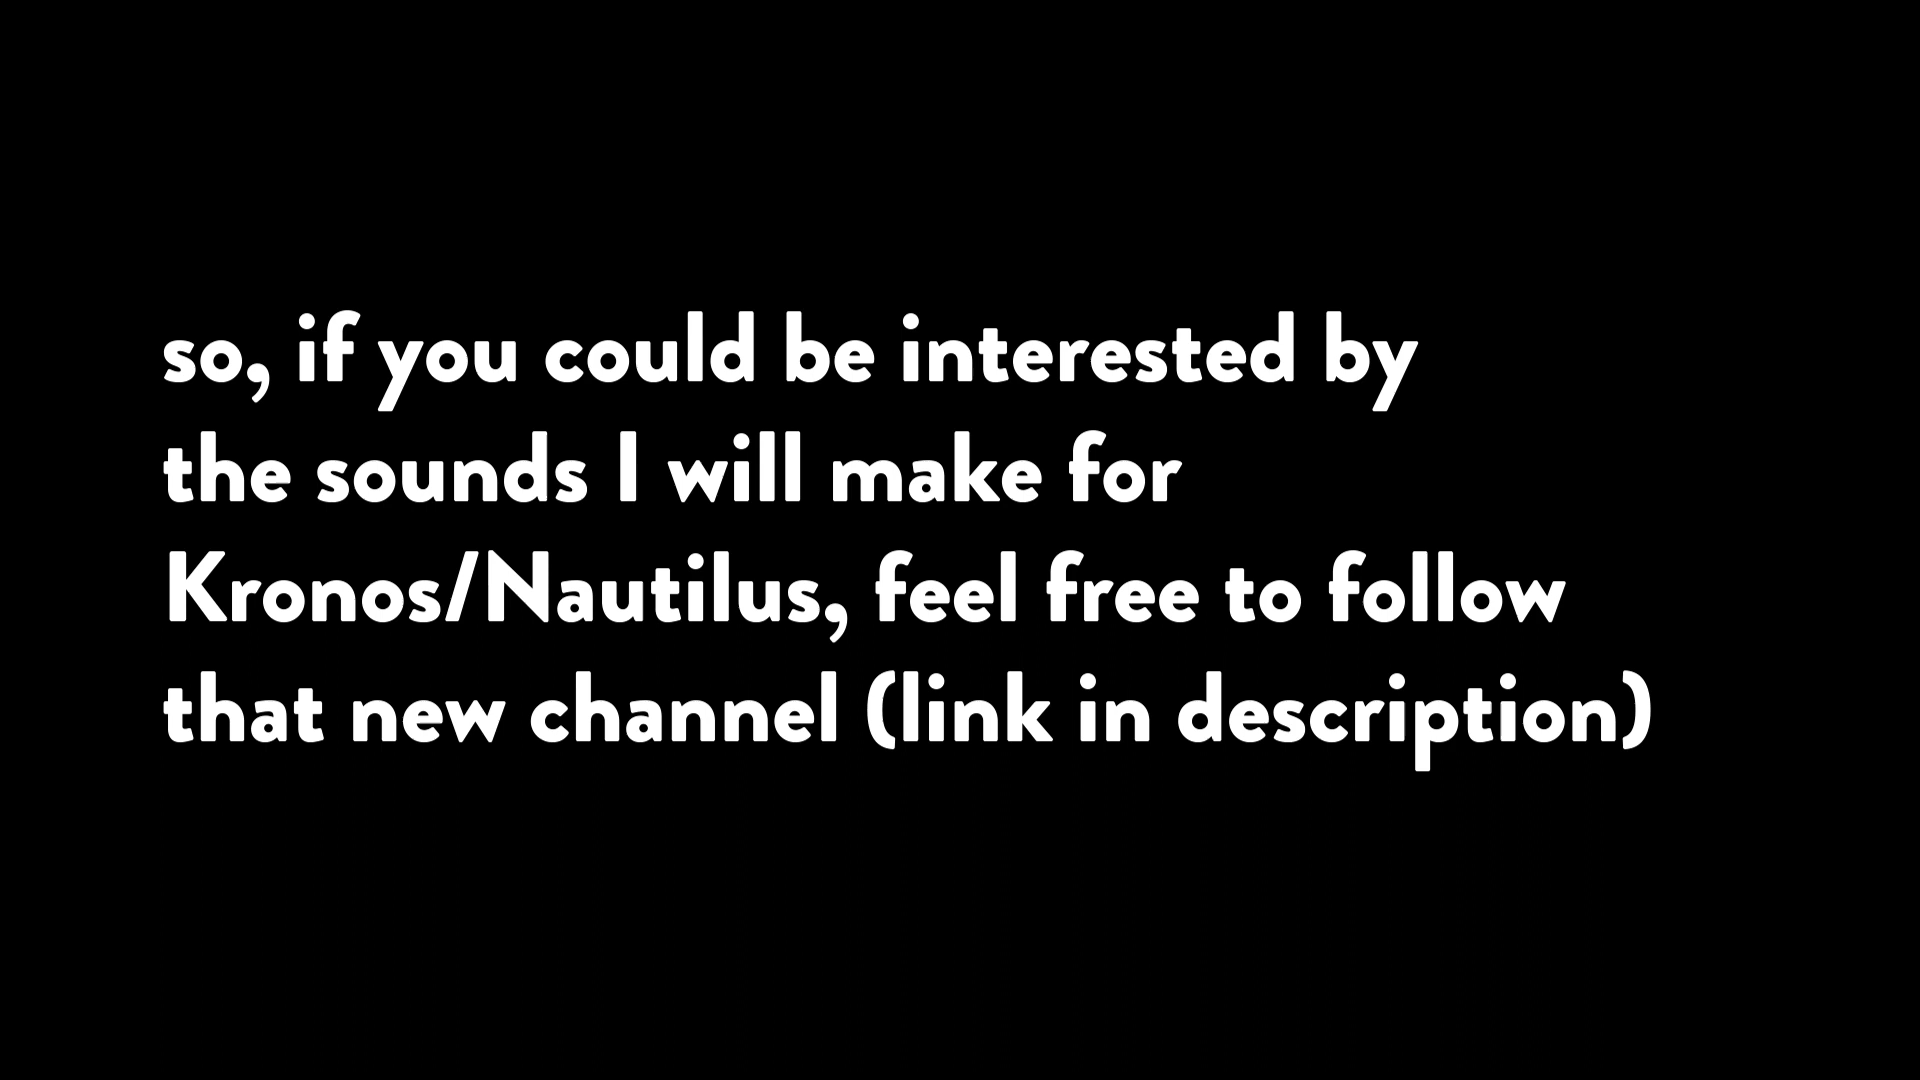 so, if you could be interested by
the sounds I will make for
Kronos/Nautilus, feel free to follow
that new channel (link in description)